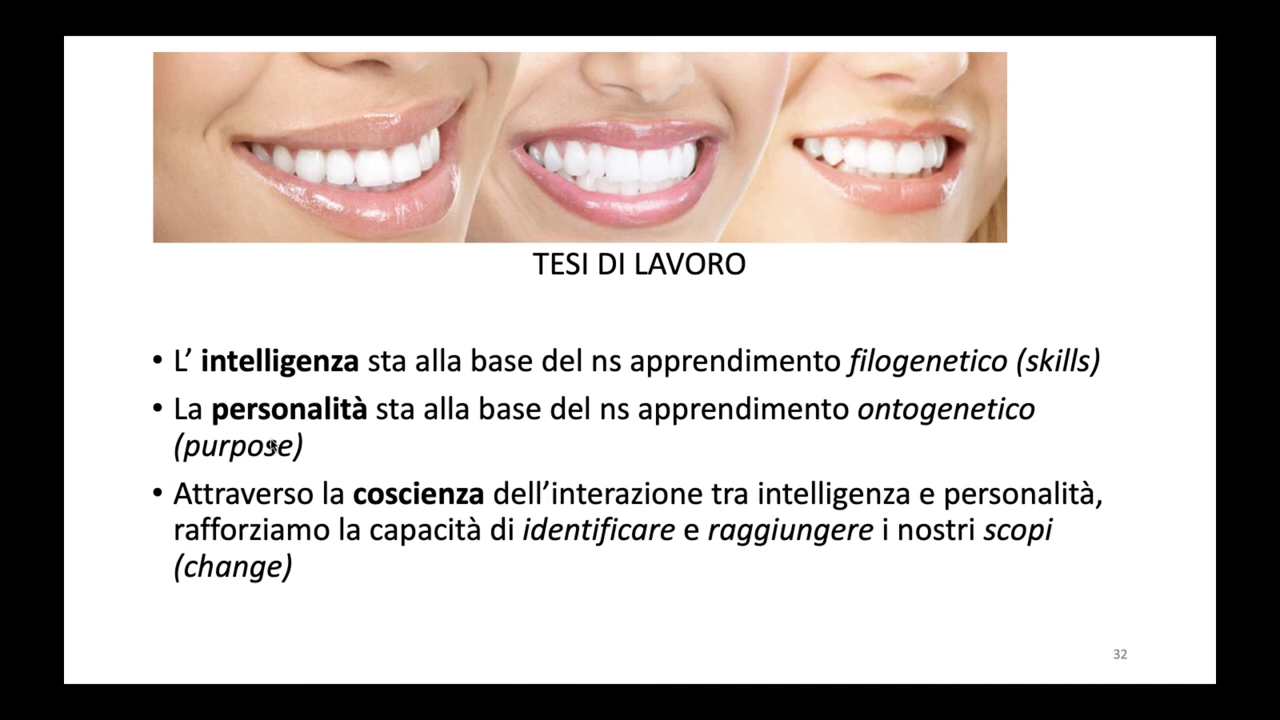 TESI DI LAVORO
• L’ intelligenza sta alla base del ns apprendimento filogenetico (skills)
• La personalità sta alla base del ns apprendimento ontogenetico
(purpose)
• Attraverso la coscienza dell’interazione tra intelligenza e personalità,
rafforziamo la capacità di identificare e raggiungere i nostri scopi
(change)
32